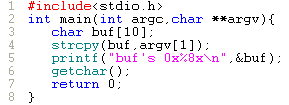 1 #include<stdio.h>
2 int main(int argc,char **argv){
3 char buf[10];
4 strcpy(buf,argv[1]);
5 printf("buf's 0x%8x\n",&buf);
6 getchar();
7 return 0;
8 }